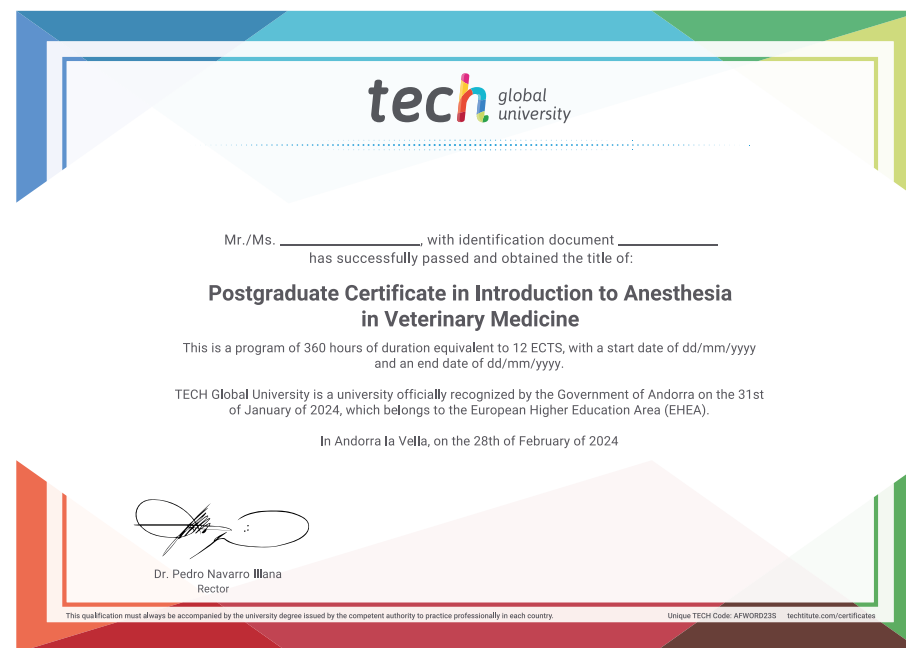 tech global university
Mr./Ms. ____________, with identification document ____________
has successfully passed and obtained the title of:
Postgraduate Certificate in Introduction to Anesthesia
in Veterinary Medicine
This is a program of 360 hours of duration equivalent to 12 ECTS, with a start date of dd/mm/yyyy
and an end date of dd/mm/yyyy.
TECH Global University is a university officially recognized by the Government of Andorra on the 31st
of January of 2024, which belongs to the European Higher Education Area (EHEA).
In Andorra la Vella, on the 28th of February of 2024
Dr. Pedro Navarro Illana
Rector
This qualification must always be accompanied by the university degree issued by the competent authority to practice professionally in each country.
Unique TECH Code: AFWORD23S techtitute.com/certificates